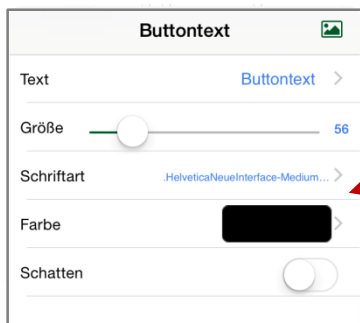 Buttontext
Text Buttontext
Größe 56
Schriftart .HelveticaNeueInterface-Medium...
Farbe
Schatten